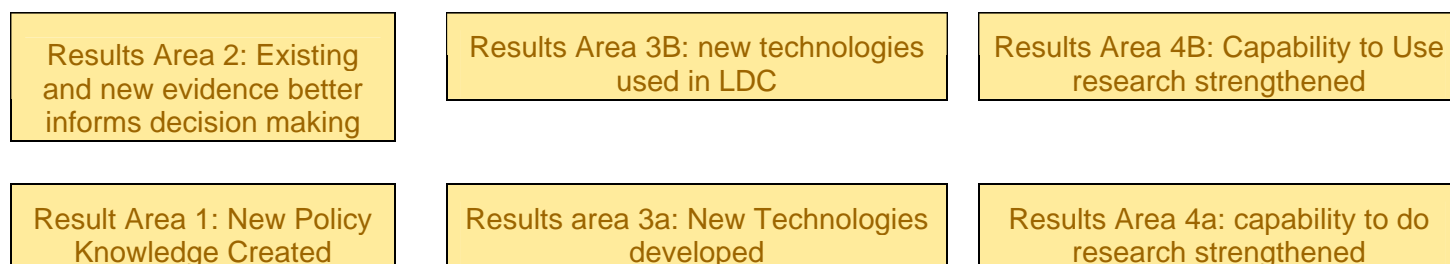 Results Area 2: Existing
and new evidence better
informs decision making
Results Area 3B: new technologies
used in LDC
Results Area 4B: Capability to Use
research strengthened
Result Area 1: New Policy
Knowledge Created
Results area 3a: New Technologies
developed
Results Area 4a: capability to do
research strengthened